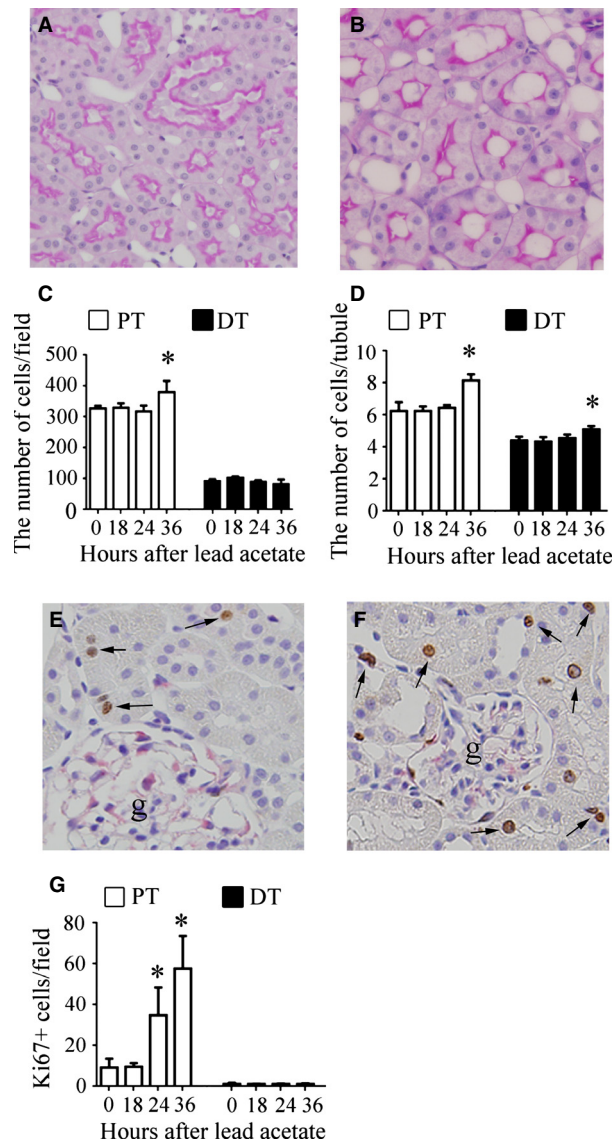 A
B
C
D
PT DT
PT DT
The number of cells/field
500
400
300
200
100
0
*
0 18 24 36 0 18 24 36
Hours after lead acetate
The number of cells/tubule
10
8
6
4
2
0
*
*
0 18 24 36 0 18 24 36
Hours after lead acetate
E
g
F
g
G
PT DT
Ki67+ cells/field
80
60
40
20
0
*
*
0 18 24 36 0 18 24 36
Hours after lead acetate